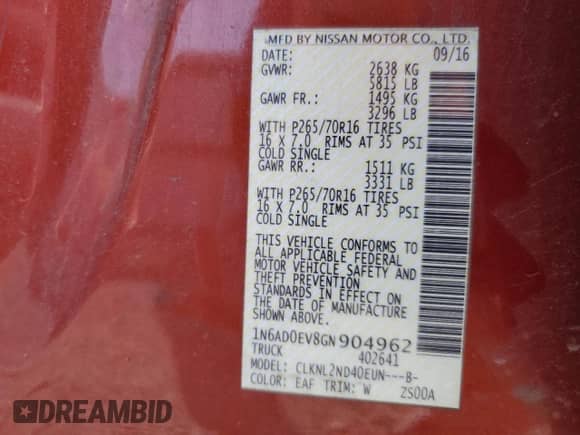 MFD BY NISSAN MOTOR CO., LTD.
DATE: 09/16
GVWR: 2638 KG
5815 LB
GAWR FR.: 1495 KG
3296 LB
WITH P265/70R16 TIRES
16 X 7.0 RIMS AT 35 PSI
COLD SINGLE
GAWR RR.: 1511 KG
3331 LB
WITH P265/70R16 TIRES
16 X 7.0 RIMS AT 35 PSI
COLD SINGLE
THIS VEHICLE CONFORMS TO
ALL APPLICABLE FEDERAL
MOTOR VEHICLE SAFETY AND
THEFT PREVENTION
STANDARDS IN EFFECT ON
THE DATE OF MANUFACTURE
SHOWN ABOVE.
1N6AD0EV8GN904962
TRUCK 402641
MODEL: CLKNL2ND40EUN---B-
COLOR: EAF TRIM: W ZS00A
DREAMBID